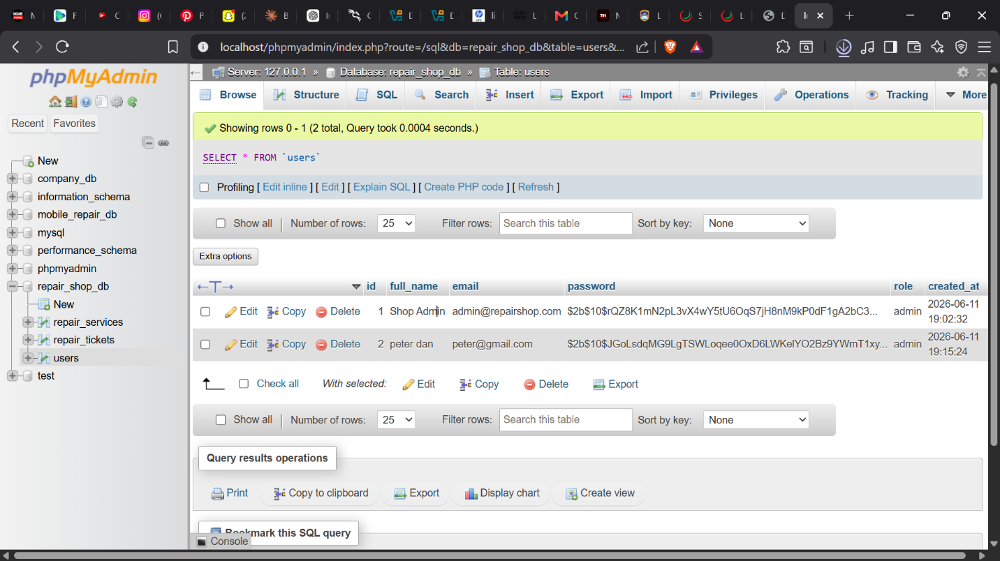 localhost/phpmyadmin/index.php?route=/sql&db=repair_shop_db&table=users&...
phpMyAdmin
Recent Favorites
New
company_db
information_schema
mobile_repair_db
mysql
performance_schema
phpmyadmin
repair_shop_db
New
repair_services
repair_tickets
users
test
Server: 127.0.0.1 » Database: repair_shop_db » Table: users
Browse Structure SQL Search Insert Export Import Privileges Operations Tracking More
Showing rows 0 - 1 (2 total, Query took 0.0004 seconds.)
SELECT * FROM `users`
Profiling [ Edit inline ] [ Edit ] [ Explain SQL ] [ Create PHP code ] [ Refresh ]
Show all Number of rows: 25 Filter rows: Search this table Sort by key: None
Extra options
←T→ id full_name email password role created_at
Edit Copy Delete 1 Shop Admin admin@repairshop.com $2b$10$rQZ8K1mN2pL3vX4wY5tU6OqS7jH8nM9kP0dF1gA2bC3... admin 2026-06-11 19:02:32
Edit Copy Delete 2 peter dan peter@gmail.com $2b$10$JGoLsdqMG9LgTSWLoqee0OxD6LWKelYO2Bz9YWmT1xy... admin 2026-06-11 19:15:24
Check all With selected: Edit Copy Delete Export
Show all Number of rows: 25 Filter rows: Search this table Sort by key: None
Query results operations
Print Copy to clipboard Export Display chart Create view
Bookmark this SQL query
Console